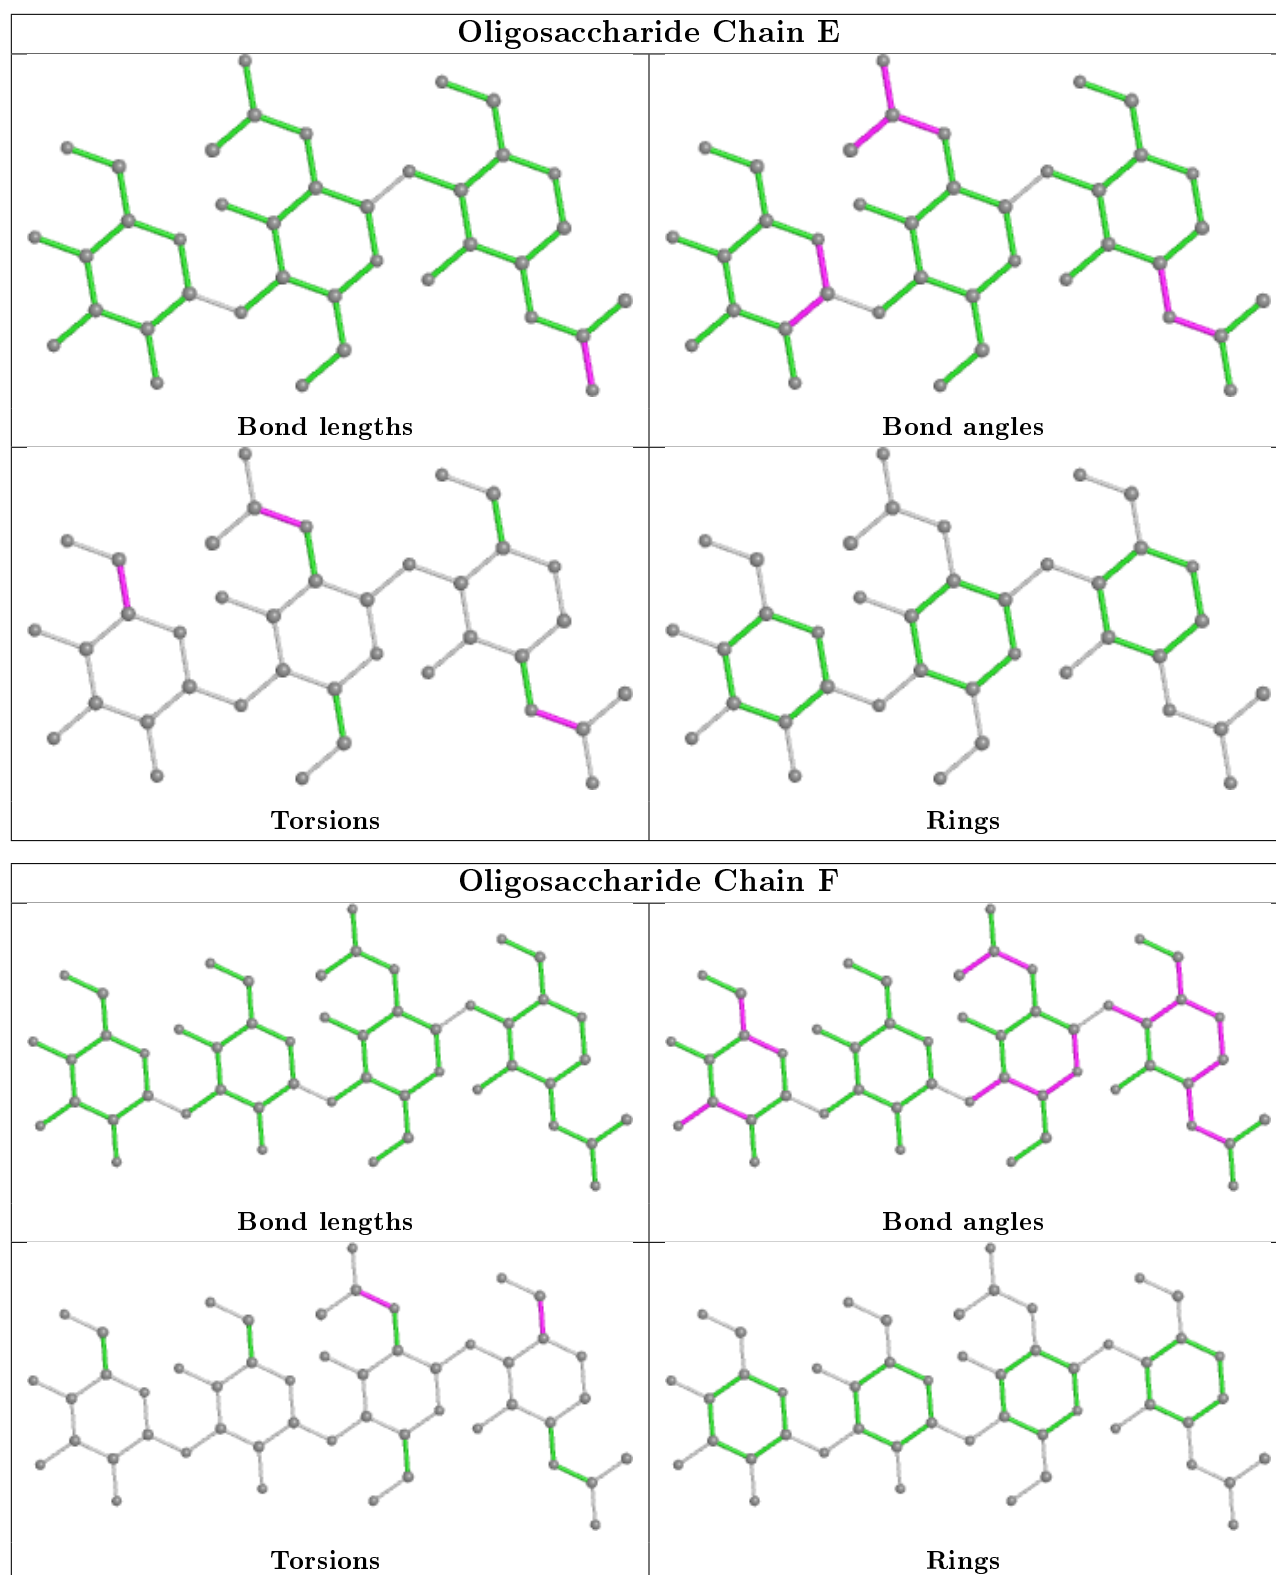 Oligosaccharide Chain E
Bond lengths
Bond angles
Torsions
Rings
Oligosaccharide Chain F
Bond lengths
Bond angles
Torsions
Rings